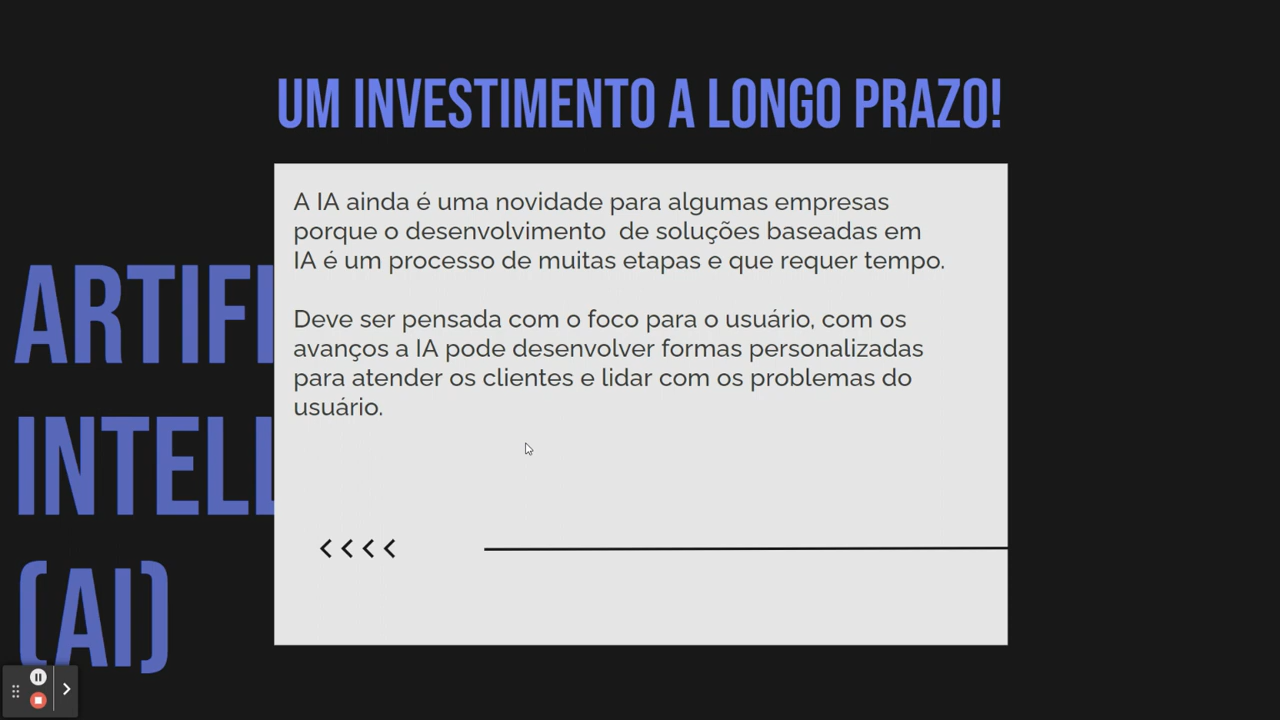 UM INVESTIMENTO A LONGO PRAZO!
A IA ainda é uma novidade para algumas empresas
porque o desenvolvimento de soluções baseadas em
IA é um processo de muitas etapas e que requer tempo.
Deve ser pensada com o foco para o usuário, com os
avanços a IA pode desenvolver formas personalizadas
para atender os clientes e lidar com os problemas do
usuário.
(AI)